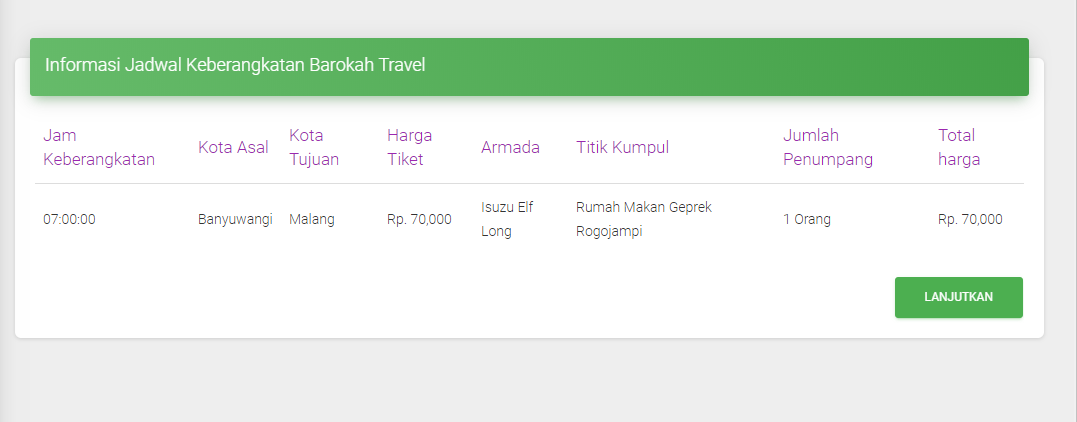 Informasi Jadwal Keberangkatan Barokah Travel
Jam Keberangkatan
Kota Asal
Kota Tujuan
Harga Tiket
Armada
Titik Kumpul
Jumlah Penumpang
Total harga
07:00:00
Banyuwangi
Malang
Rp. 70,000
Isuzu Elf Long
Rumah Makan Geprek Rogojampi
1 Orang
Rp. 70,000
LANJUTKAN